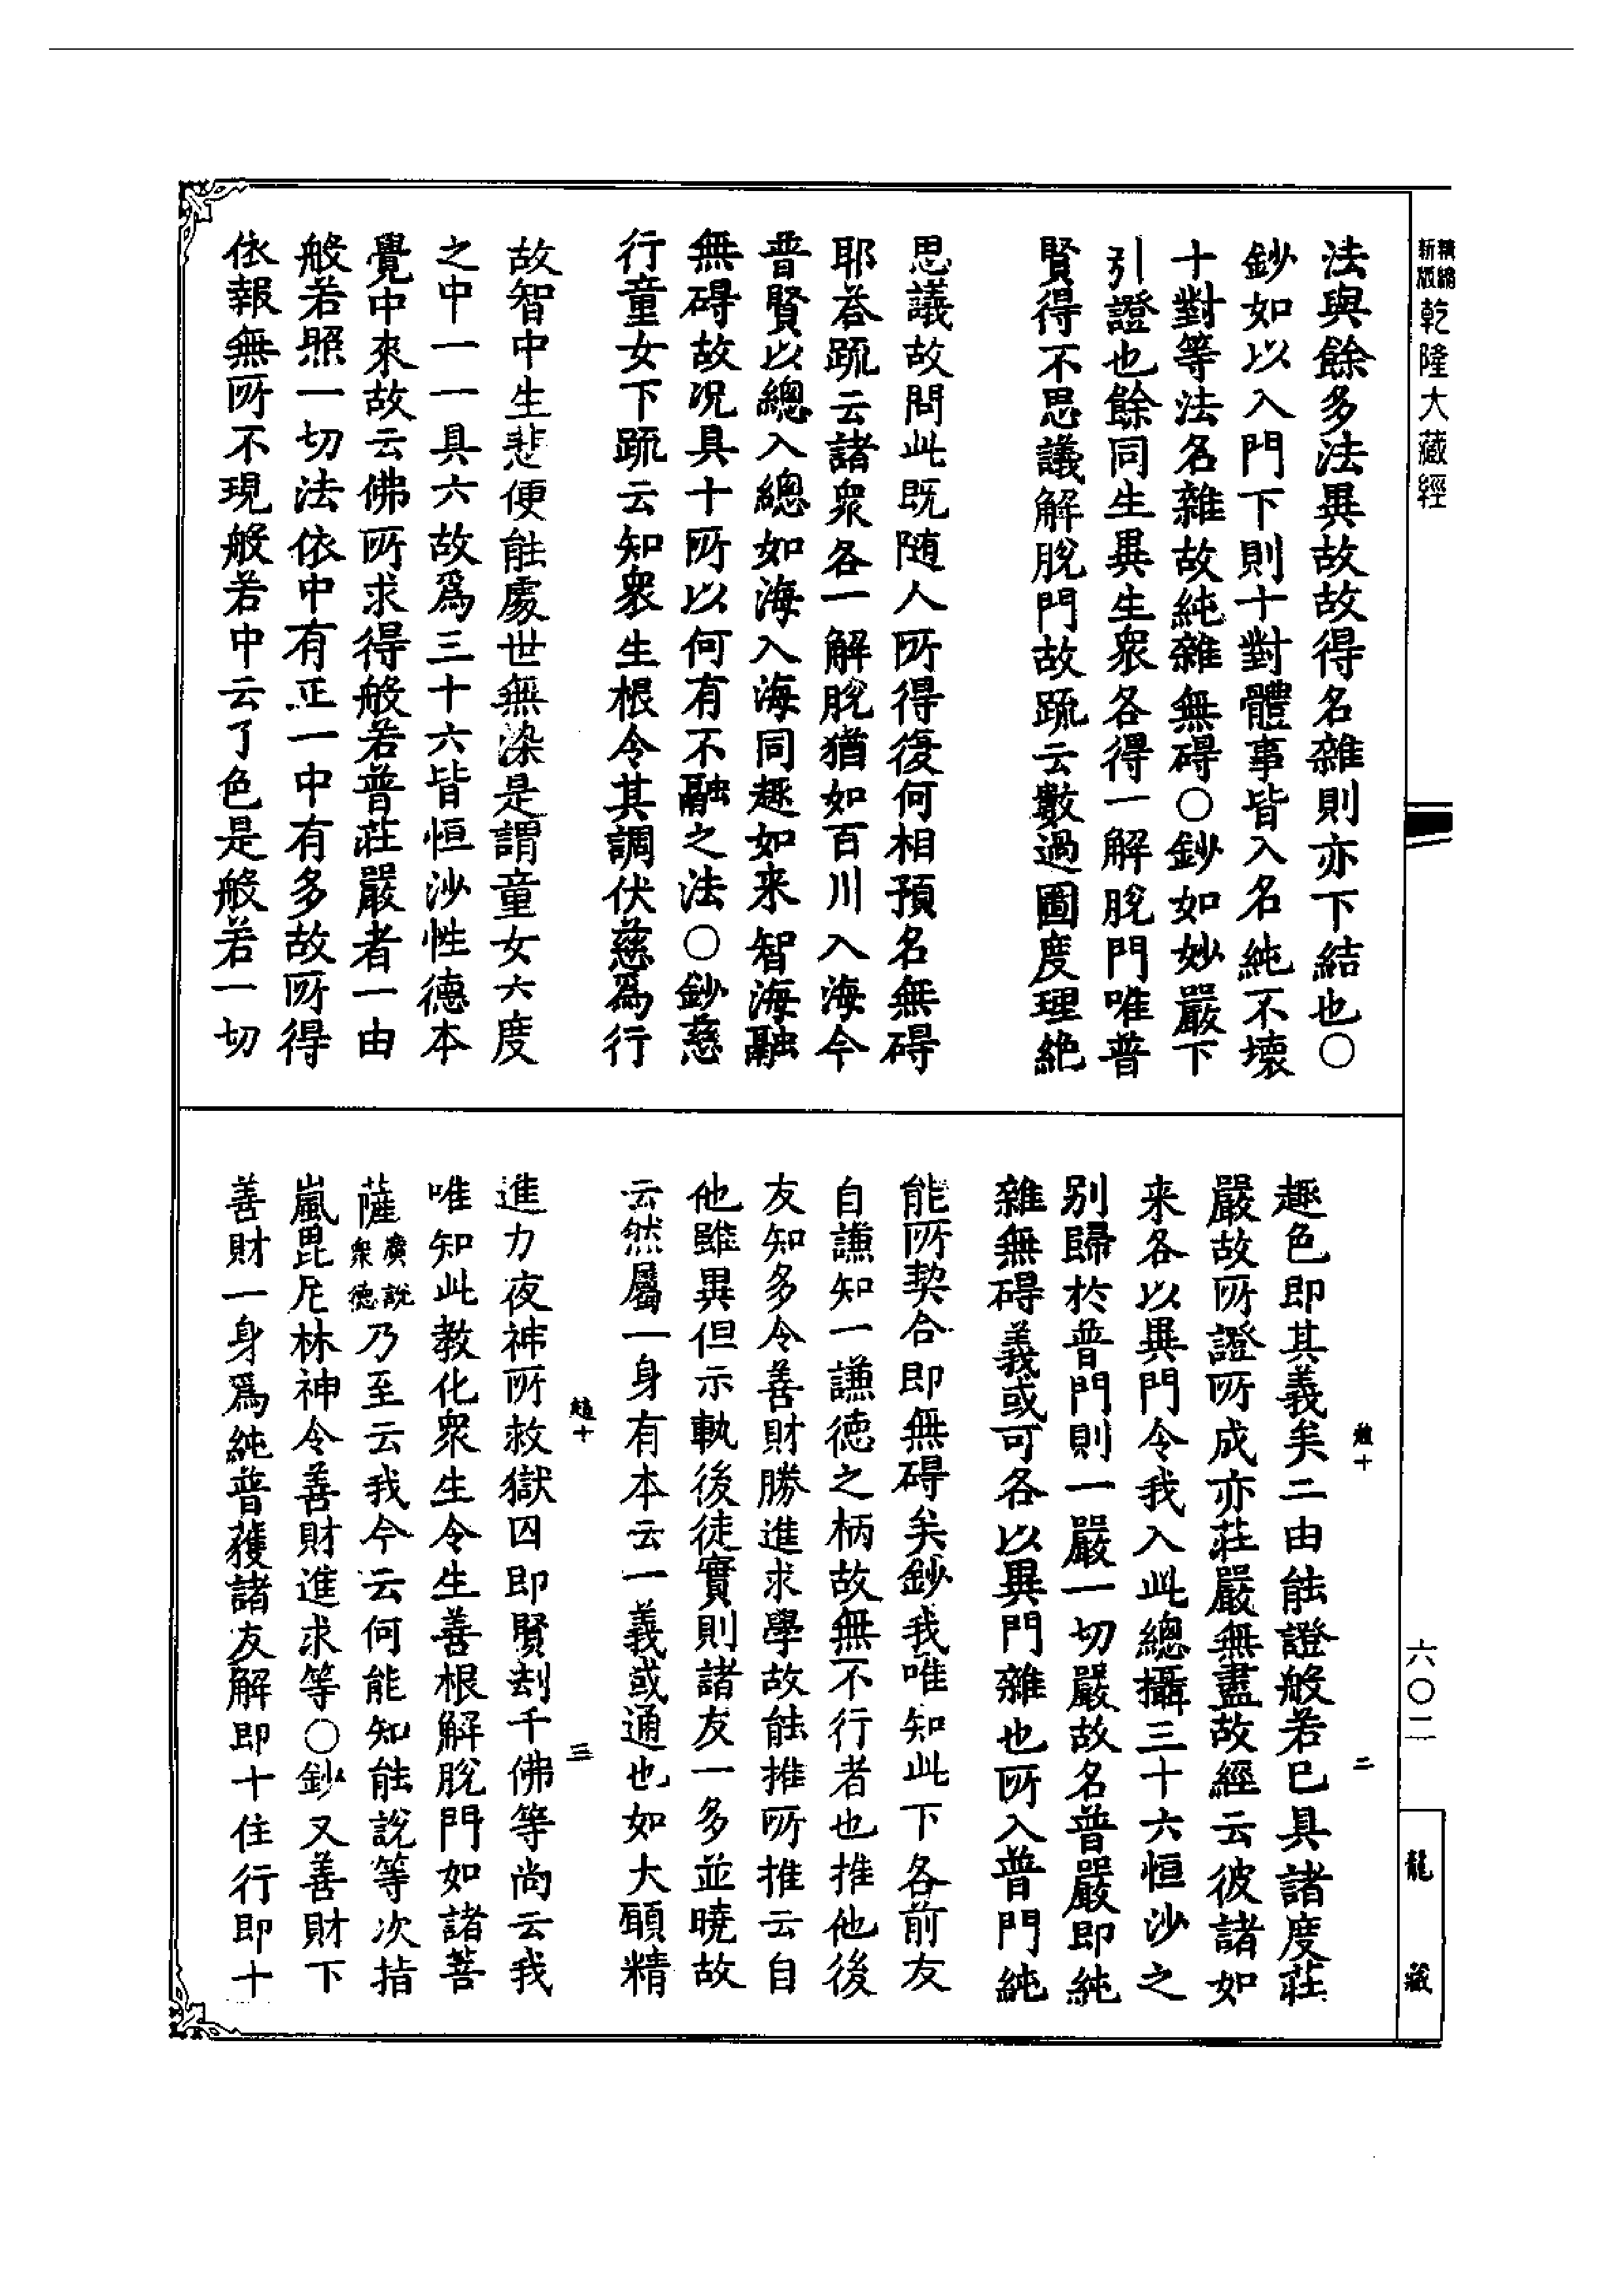 精縮新版乾隆大藏經
法與餘多法異故故得名雜則亦下結也○
鈔如以入門下則十對體事皆入名純不壞
十對等法名雜故純雜無碍○鈔如妙嚴下
引證也餘同生異生衆各得一解脫門唯普
賢得不思議解脫門故䟽云數過圖度理絶
思議故問此既随人所得復何相預名無碍
耶荅䟽云諸衆各一解脫猶如百川入海今
普賢以總入總如海入海同趣如来智海融
無碍故况具十所以何有不融之法○鈔慈
行童女下䟽云知衆生根令其調伏慈為行
故智中生悲便能處世無染是謂童女六度
之中一一具六故爲三十六皆恒沙性德本
覺中來故云佛所求得般若普莊嚴者一由
般若照一切法依中有正一中有多故所得
依報無所不現般若中云了色是般若一切
趣色即其義矣二由能證般若已具諸度莊
嚴故所證所成亦莊嚴無盡故經云彼諸如
来各以異門令我入此總攝三十六恒沙之
别歸於普門則一嚴一切嚴故名普嚴即純
雜無碍義或可各以異門雜也所入普門純
能所契合即無碍矣鈔我唯知此下各前友
自謙知一謙德之柄故無不行者也推他後
友知多令善財勝進求學故能推所推云自
他雖異但示軌後徒實則諸友一多並曉故
云然屬一身有本云一義或通也如大願精
進力夜神所救獄囚即賢刧千佛等尚云我
唯知此教化衆生令生善根解脫門如諸菩
薩廣說衆德乃至云我今云何能知能說等次指
嵐毘尼林神令善財進求等○鈔又善財下
善財一身爲純普獲諸友解即十住行即十
二
三
六〇二
龍藏